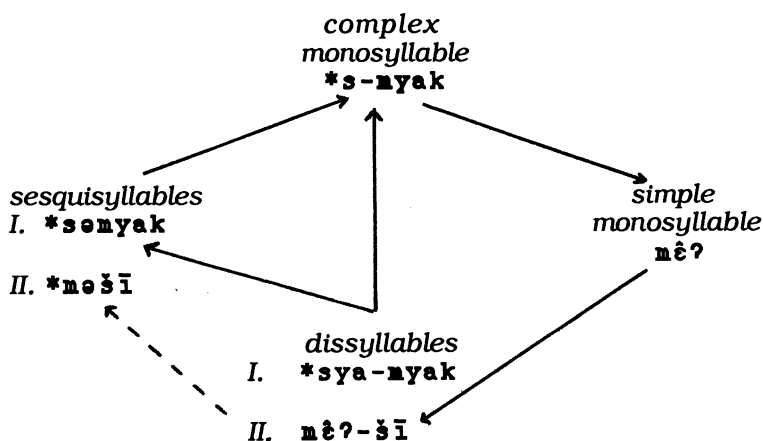 complex
monosyllable
*s-myak
sesquisyllables
I. *səmyak
II. *məšī
simple
monosyllable
mɛ̂ʔ
dissyllables
I. *sya-myak
II. mɛ̂ʔ-šī